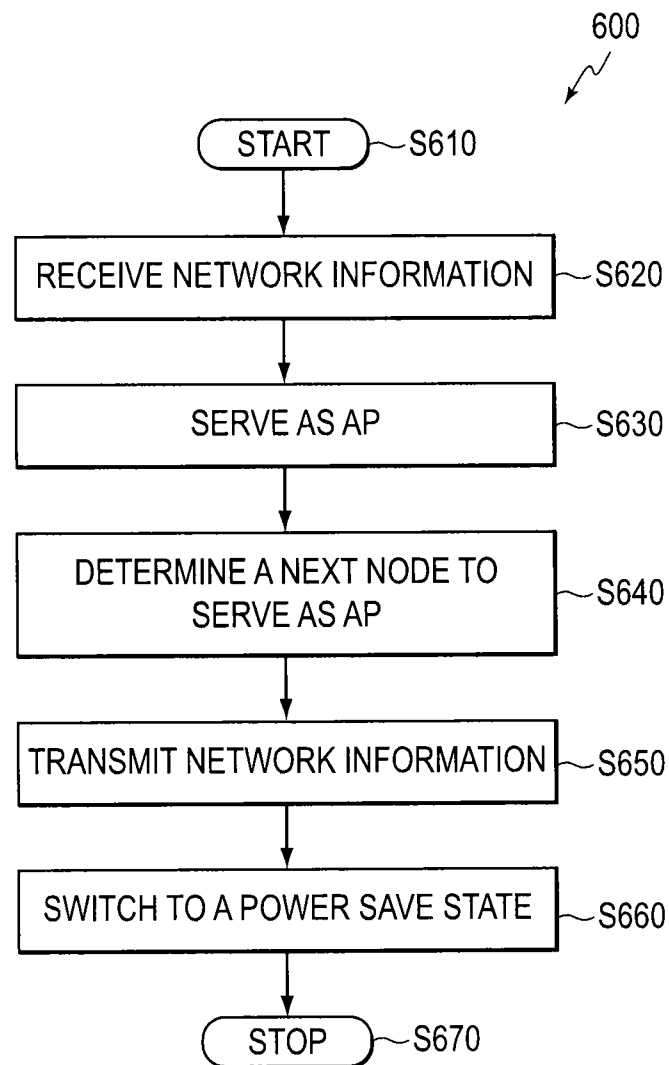 600
START
S610
RECEIVE NETWORK INFORMATION
S620
SERVE AS AP
S630
DETERMINE A NEXT NODE TO
SERVE AS AP
S640
TRANSMIT NETWORK INFORMATION
S650
SWITCH TO A POWER SAVE STATE
S660
STOP
S670